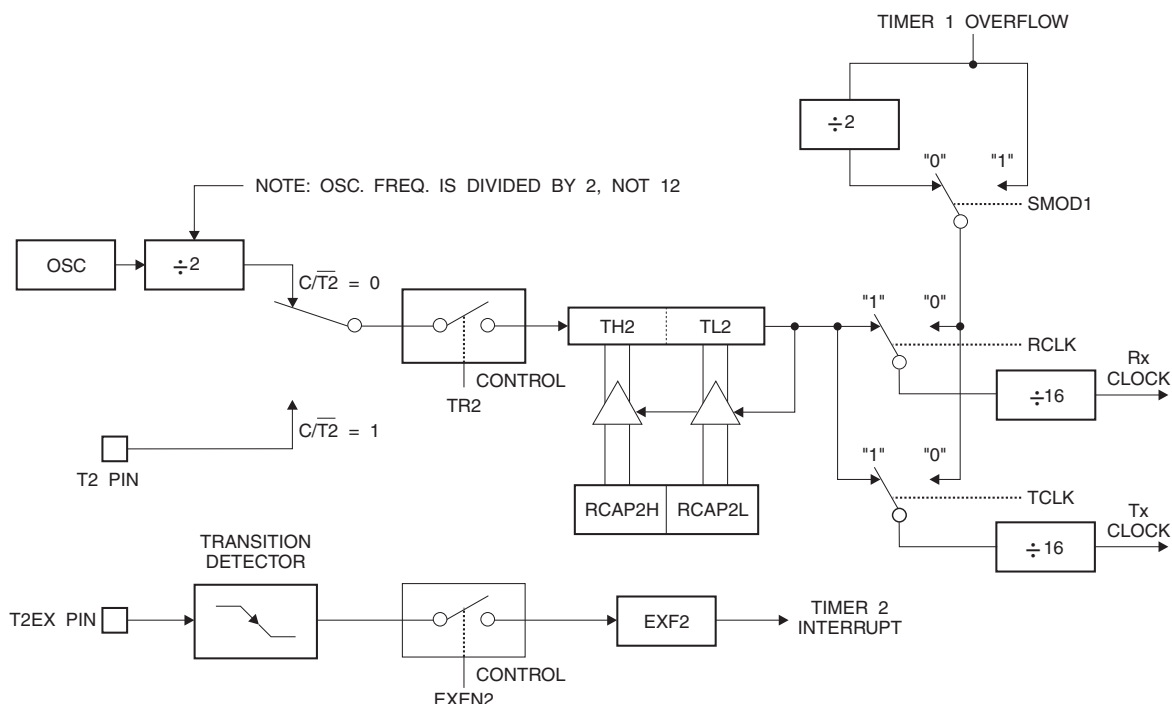 TIMER 1 OVERFLOW
÷2
"0"
"1"
NOTE: OSC. FREQ. IS DIVIDED BY 2, NOT 12
SMOD1
OSC
÷2
C/T2̅ = 0
TH2
TL2
"1"
"0"
RCLK
Rx
CLOCK
CONTROL
TR2
÷16
C/T2̅ = 1
T2 PIN
"1"
"0"
RCAP2H
RCAP2L
TCLK
Tx
CLOCK
÷16
TRANSITION
DETECTOR
T2EX PIN
EXF2
TIMER 2
INTERRUPT
CONTROL
EXEN2